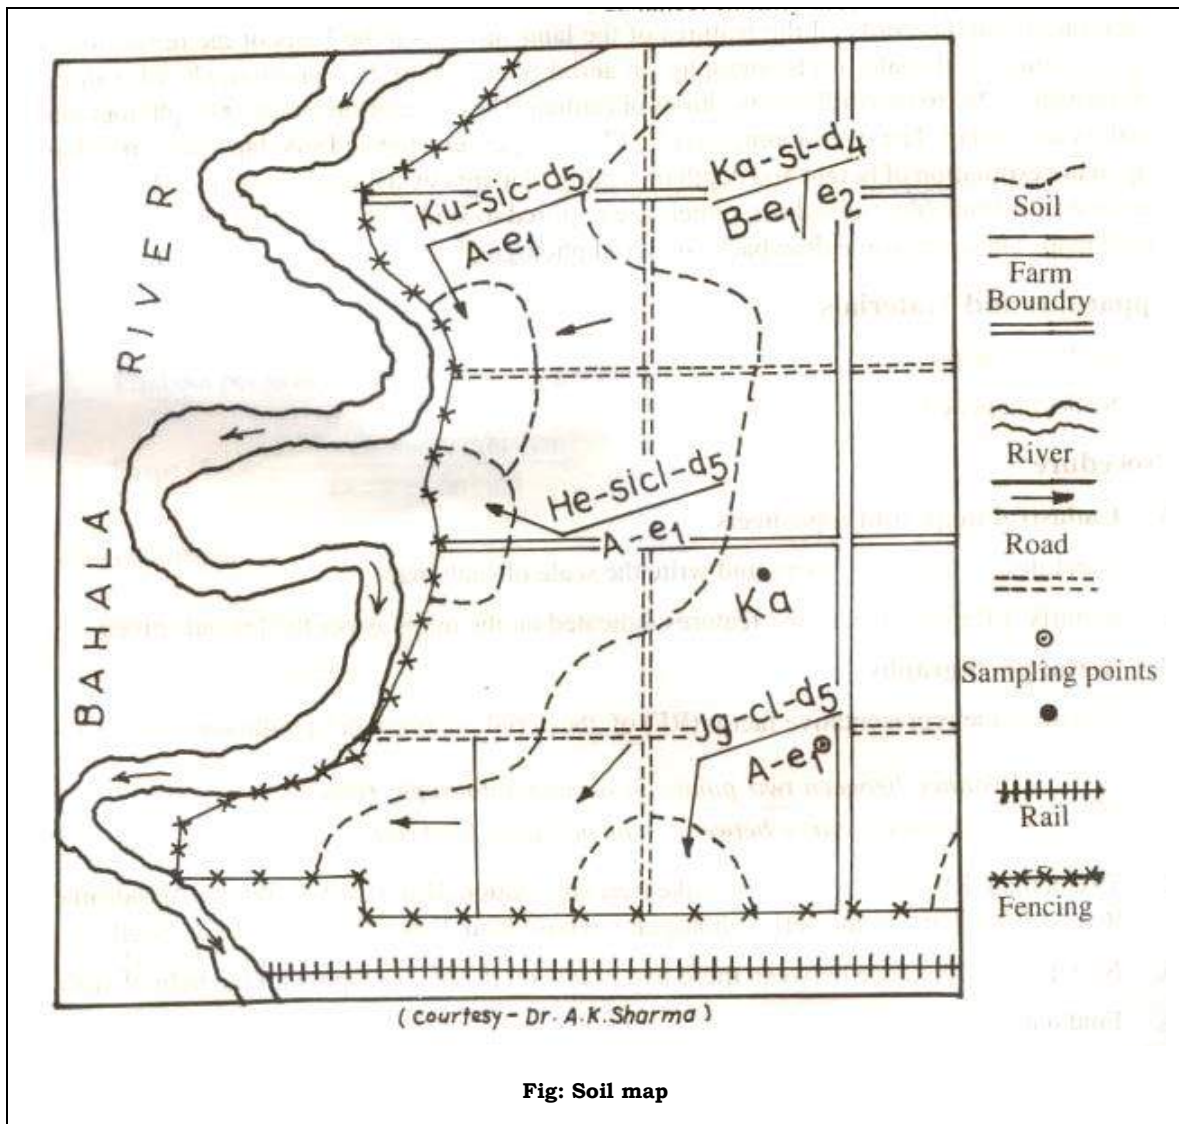 BAHALA RIVER
Ku-sic-d5
A-e1
Ka-sl-d4
B-e1 e2
He-sicl-d5
A-e1
Ka
Jg-cl-d5
A-e1
Soil
Farm
Boundry
River
Road
Sampling points
Rail
Fencing
(Courtesy - Dr. A.K.Sharma)
Fig: Soil map